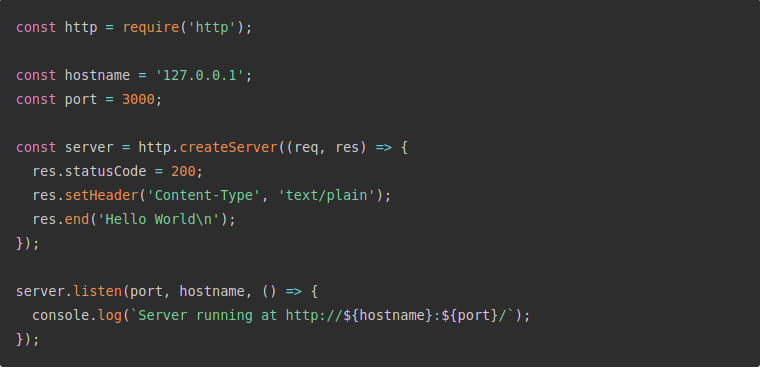 const http = require('http');

const hostname = '127.0.0.1';
const port = 3000;

const server = http.createServer((req, res) => {
  res.statusCode = 200;
  res.setHeader('Content-Type', 'text/plain');
  res.end('Hello World\n');
});

server.listen(port, hostname, () => {
  console.log(`Server running at http://${hostname}:${port}/`);
});